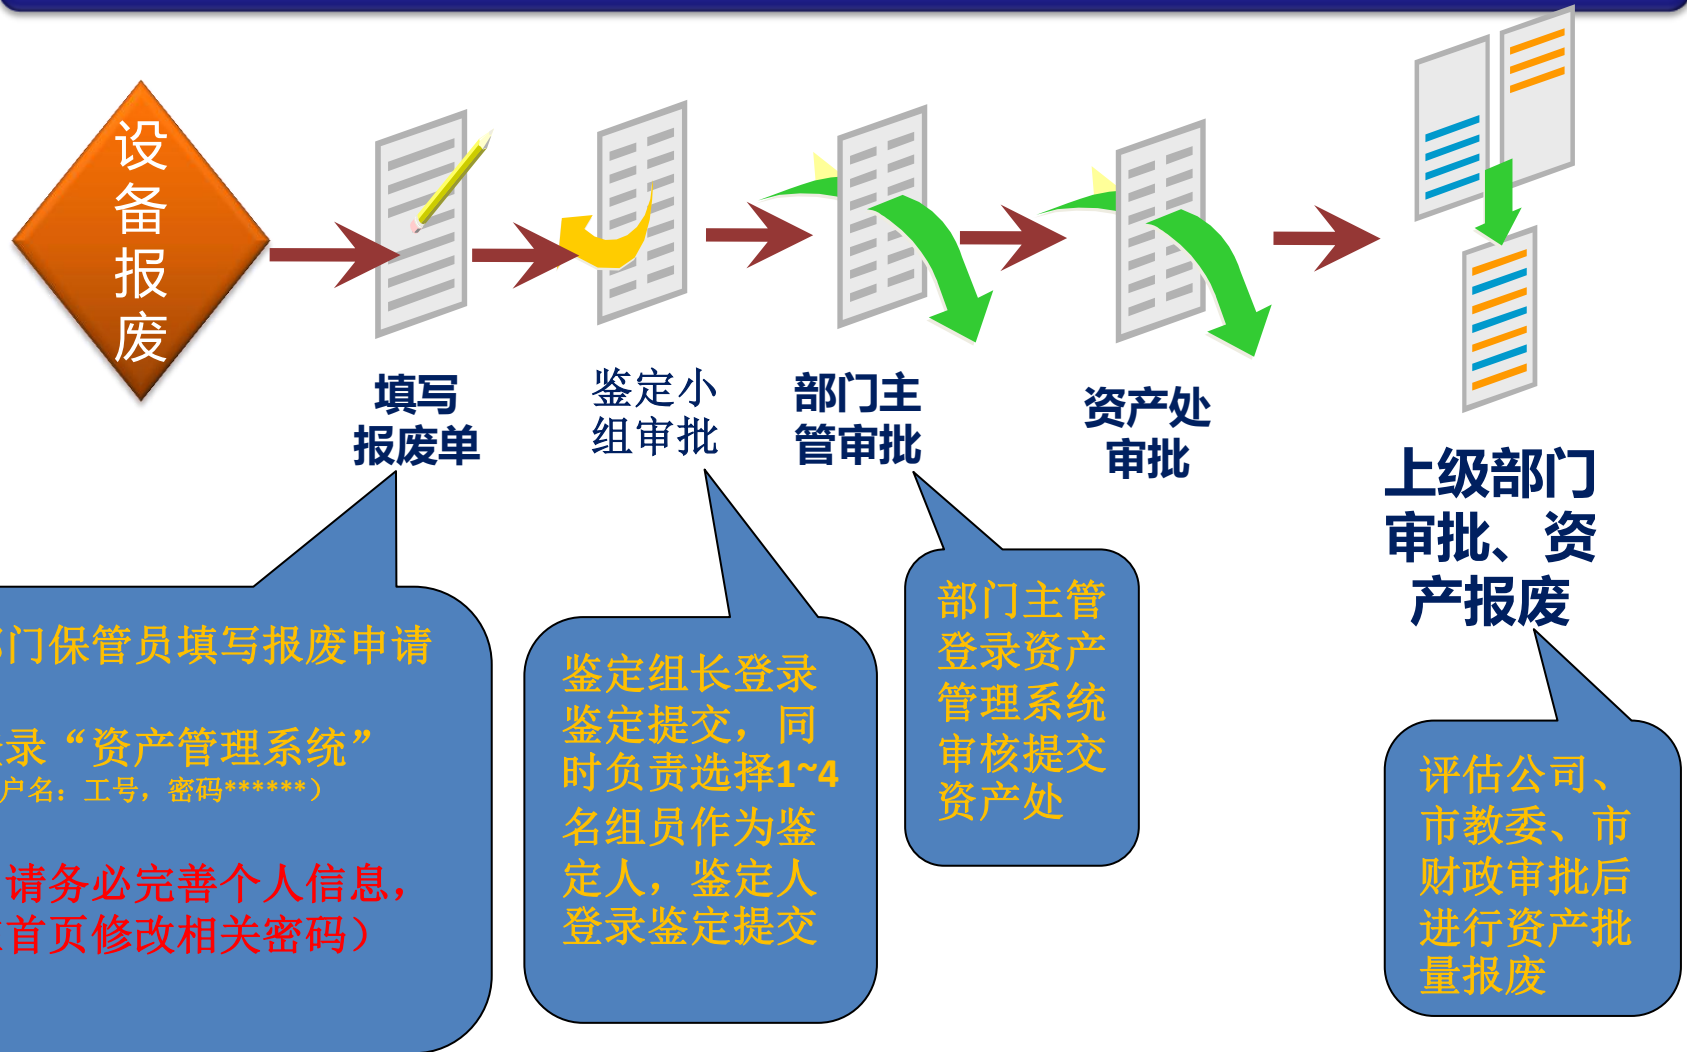 设
备
报
废
填写
报废单
鉴定小
组审批
部门主
管审批
资产处
审批
上级部门
审批、资
产报废
门保管员填写报废申请
录“资产管理系统”
户名：工号，密码******）
请务必完善个人信息，
首页修改相关密码）
鉴定组长登录
鉴定提交，同
时负责选择1~4
名组员作为鉴
定人，鉴定人
登录鉴定提交
部门主管
登录资产
管理系统
审核提交
资产处
评估公司、
市教委、市
财政审批后
进行资产批
量报废